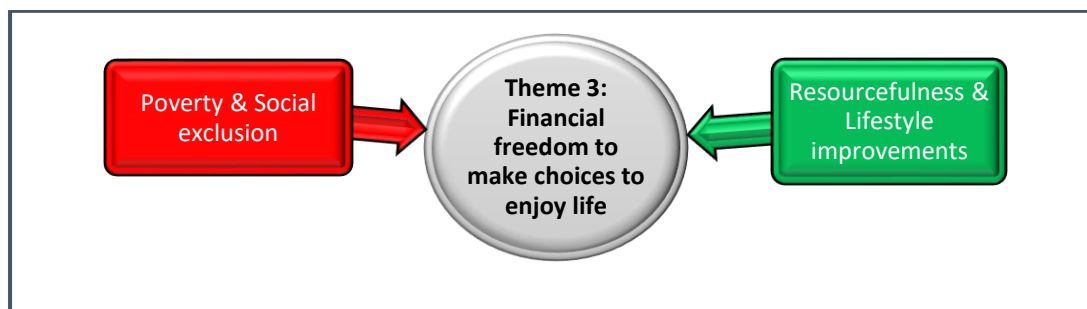 Poverty & Social
exclusion
Theme 3:
Financial
freedom to
make choices to
enjoy life
Resourcefulness &
Lifestyle
improvements